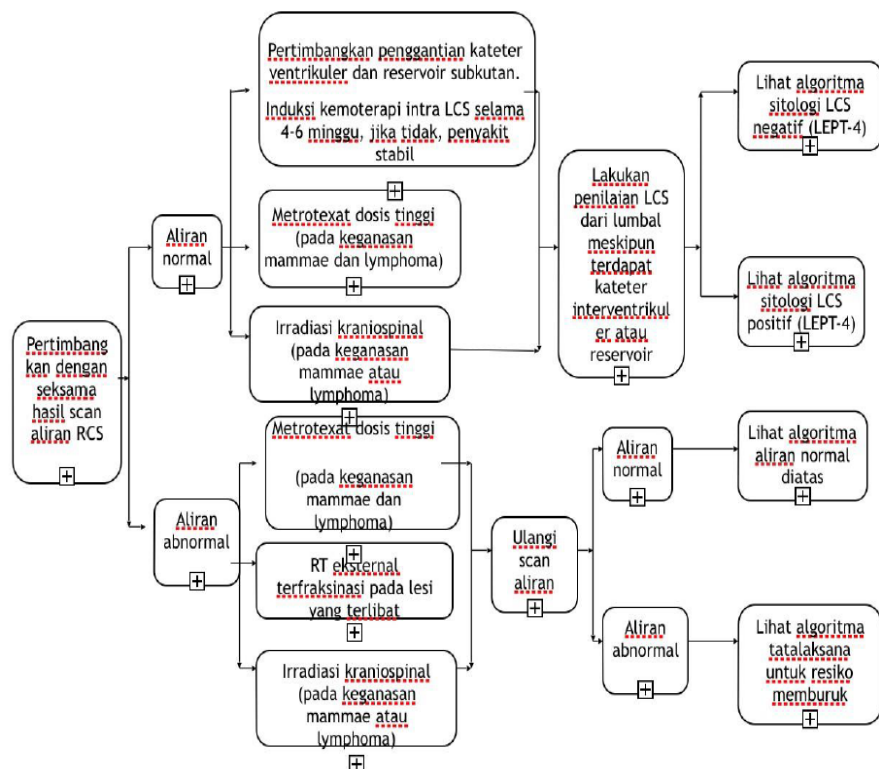 Pertimbang
kan dengan
seksama
hasil scan
aliran RCS
Aliran
normal
Pertimbangkan penggantian kateter
ventrikuler dan reservoir subkutan.
Induksi kemoterapi intra LCS selama
4-6 minggu, jika tidak, penyakit
stabil
Metrotexat dosis tinggi
(pada keganasan
mammae dan lymphoma)
Irradiasi kraniospinal
(pada keganasan
mammae atau
lymphoma)
Lakukan
penilaian LCS
dari lumbal
meskipun
terdapat
kateter
interventrikul
er atau
reservoir
Lihat algoritma
sitologi LCS
negatif (LEPT-4)
Lihat algoritma
sitologi LCS
positif (LEPT-4)
Aliran
abnormal
Metrotexat dosis tinggi
(pada keganasan
mammae dan
lymphoma)
RT eksternal
terfraksinasi pada lesi
yang terlibat
Irradiasi kraniospinal
(pada keganasan
mammae atau
lymphoma)
Ulangi
scan
aliran
Aliran
normal
Lihat algoritma
aliran normal
diatas
Aliran
abnormal
Lihat algoritma
tatalaksana
untuk resiko
memburuk